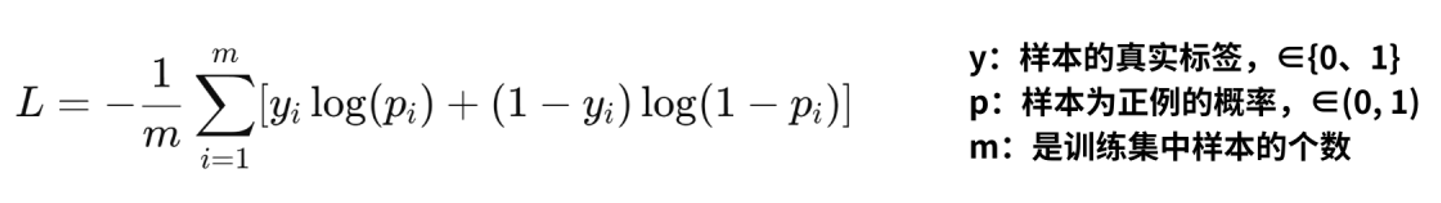 L = -\frac{1}{m} \sum_{i=1}^{m} [y_i \log(p_i) + (1 - y_i) \log(1 - p_i)]
y：样本的真实标签，∈{0、1}
p：样本为正例的概率，∈(0, 1)
m：是训练集中样本的个数